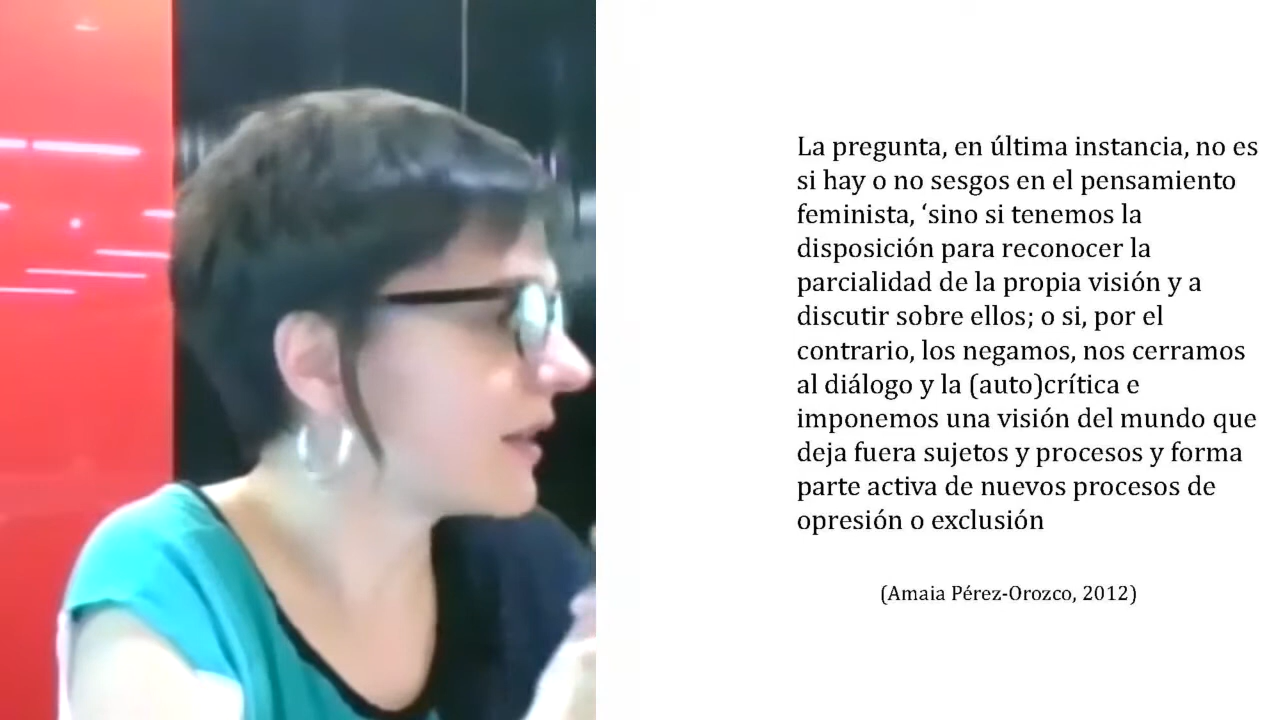 La pregunta, en última instancia, no es
si hay o no sesgos en el pensamiento
feminista, ‘sino si tenemos la
disposición para reconocer la
parcialidad de la propia visión y a
discutir sobre ellos; o si, por el
contrario, los negamos, nos cerramos
al diálogo y la (auto)crítica e
imponemos una visión del mundo que
deja fuera sujetos y procesos y forma
parte activa de nuevos procesos de
opresión o exclusión
(Amaia Pérez-Orozco, 2012)